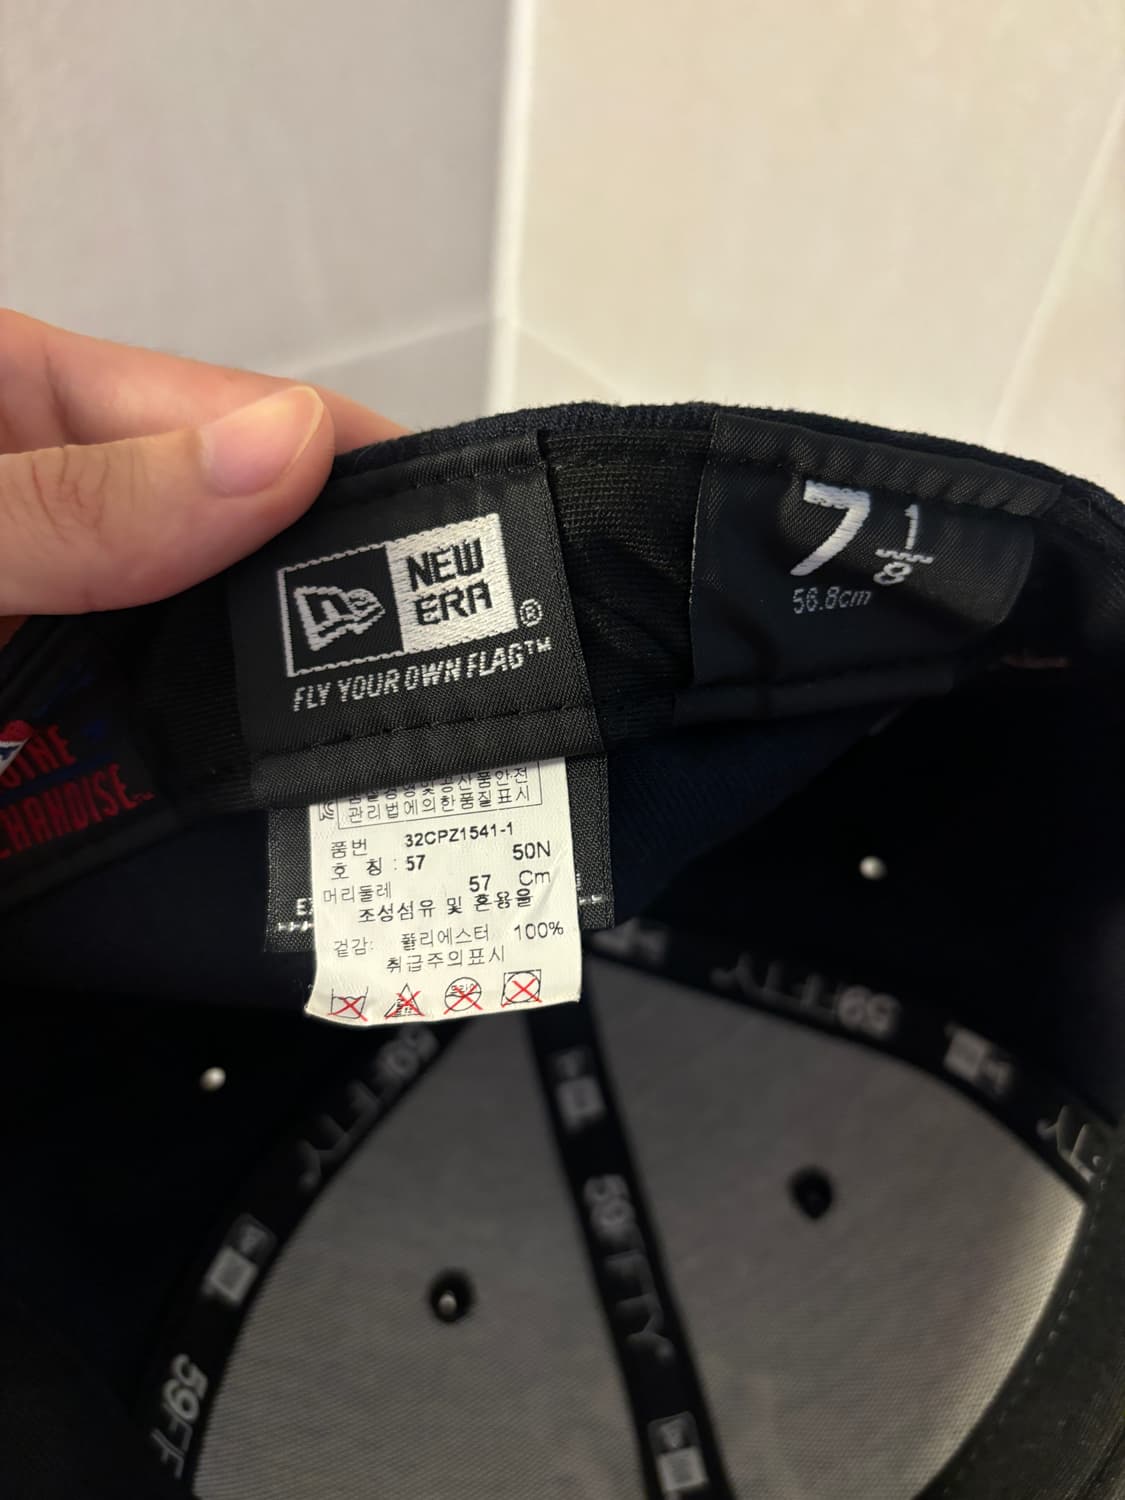 NEW
ERA
®
FLY YOUR OWN FLAG™
7 1/8
56.8cm
관리법에의한품질표시
품번 32CPZ1541-1
호 칭 : 57 50N
머리둘레 57 Cm
조성섬유 및 혼용율
겉감: 폴리에스터 100%
취급주의표시
59FIFTY
59FIFTY
59FIFTY